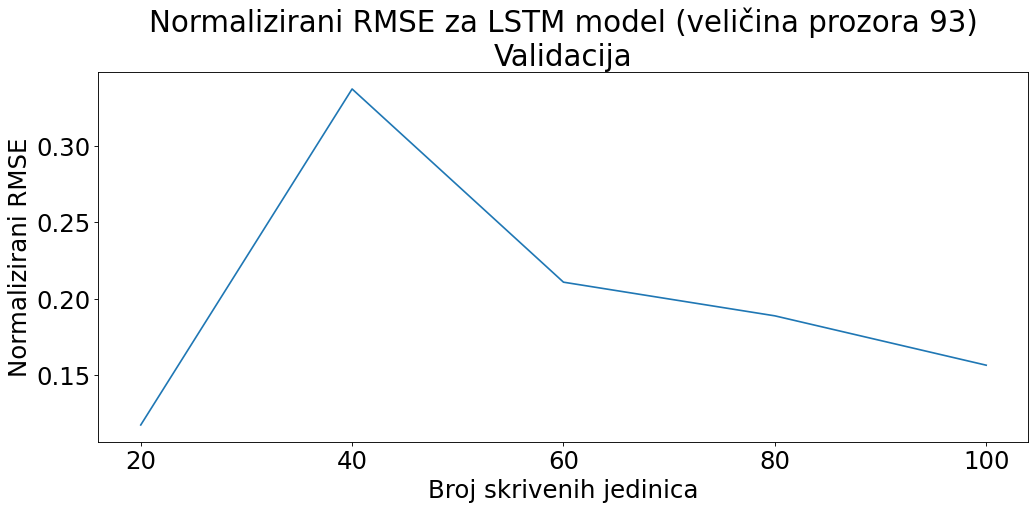 Normalizirani RMSE za LSTM model (veličina prozora 93)
Validacija
Normalizirani RMSE
0.30
0.25
0.20
0.15
20 40 60 80 100
Broj skrivenih jedinica